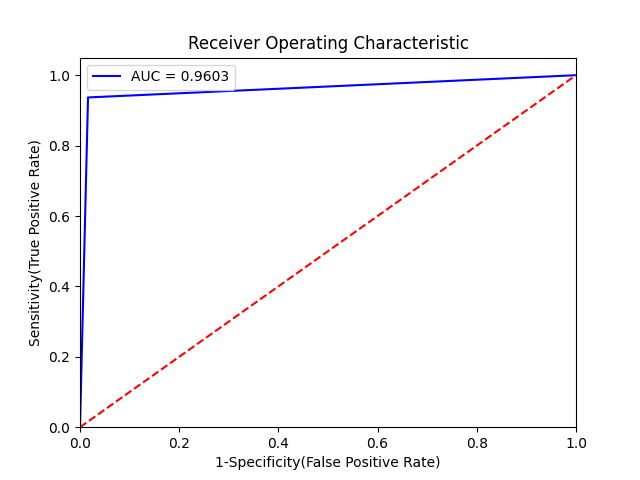 Receiver Operating Characteristic
AUC = 0.9603
1.0
0.8
0.6
0.4
0.2
0.0
Sensitivity(True Positive Rate)
0.0 0.2 0.4 0.6 0.8 1.0
1-Specificity(False Positive Rate)